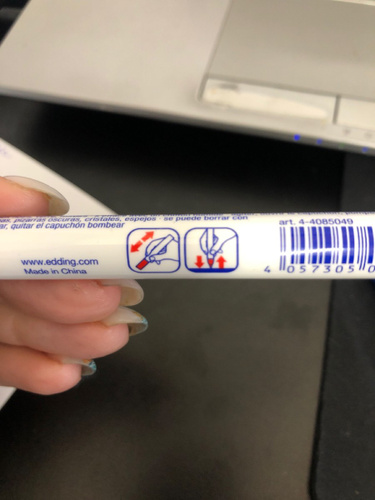 pizarras oscuras, cristales, espejos · se puede borrar con
quitar el capuchón bombear
www.edding.com
Made in China
art. 4-4085049
4 057305 0